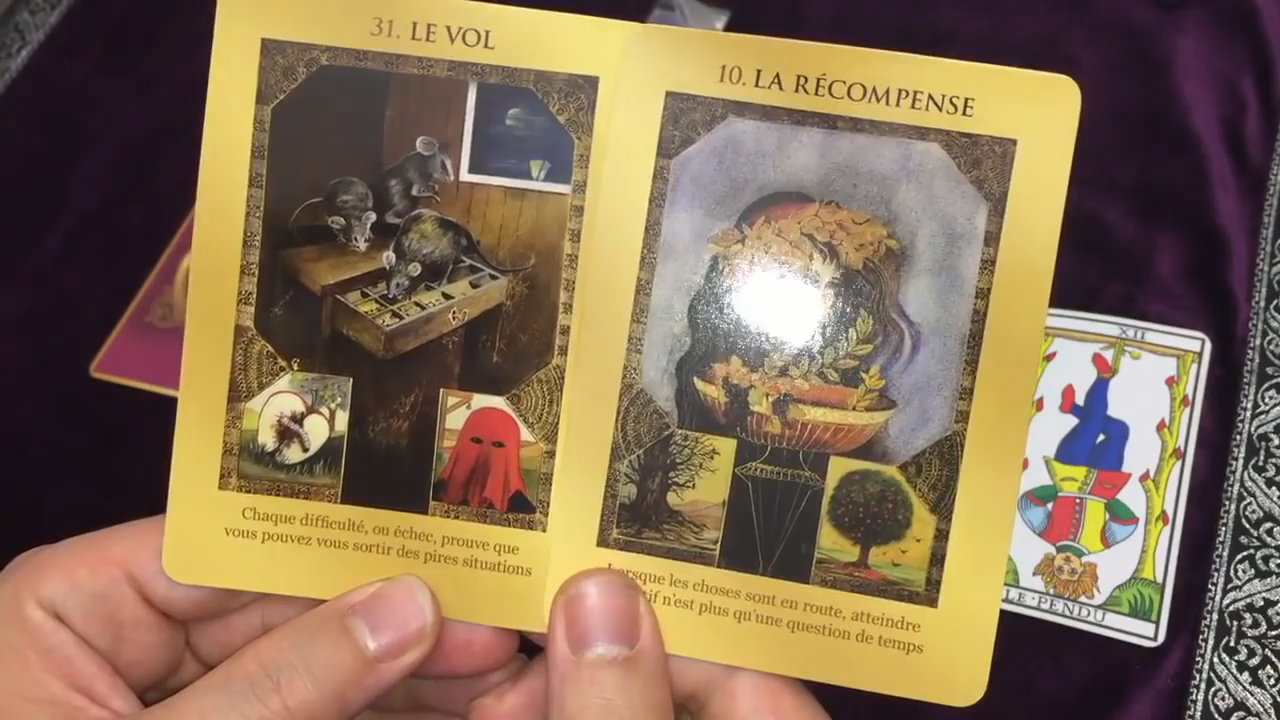 31. LE VOL
Chaque difficulté, ou échec, prouve que
vous pouvez vous sortir des pires situations
10. LA RÉCOMPENSE
Lorsque les choses sont en route, atteindre
n'est plus qu'une question de temps
XII
LE·PENDU